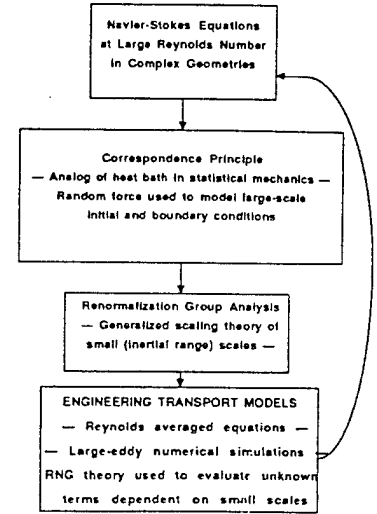 Navier-Stokes Equations
at Large Reynolds Number
in Complex Geometries
Correspondence Principle
— Analog of heat bath in statistical mechanics —
Random force used to model large-scale
initial and boundary conditions
Renormalization Group Analysis
— Generalized scaling theory of
small (inertial range) scales —
ENGINEERING TRANSPORT MODELS
— Reynolds averaged equations —
— Large-eddy numerical simulations
RNG theory used to evaluate unknown
terms dependent on small scales